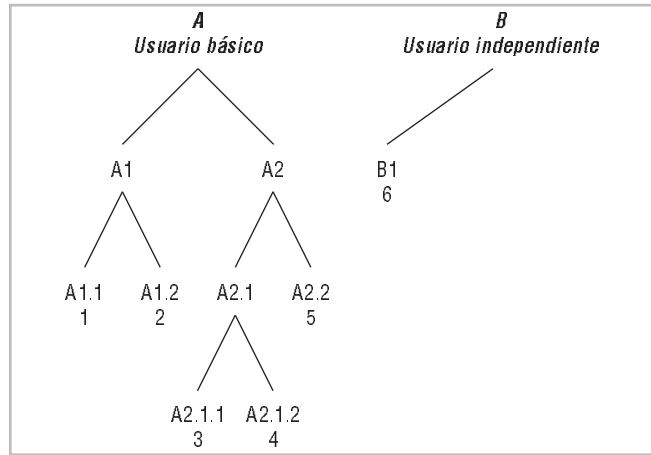 A
Usuario básico
B
Usuario independiente
A1
A2
B1
6
A1.1
1
A1.2
2
A2.1
A2.2
5
A2.1.1
3
A2.1.2
4